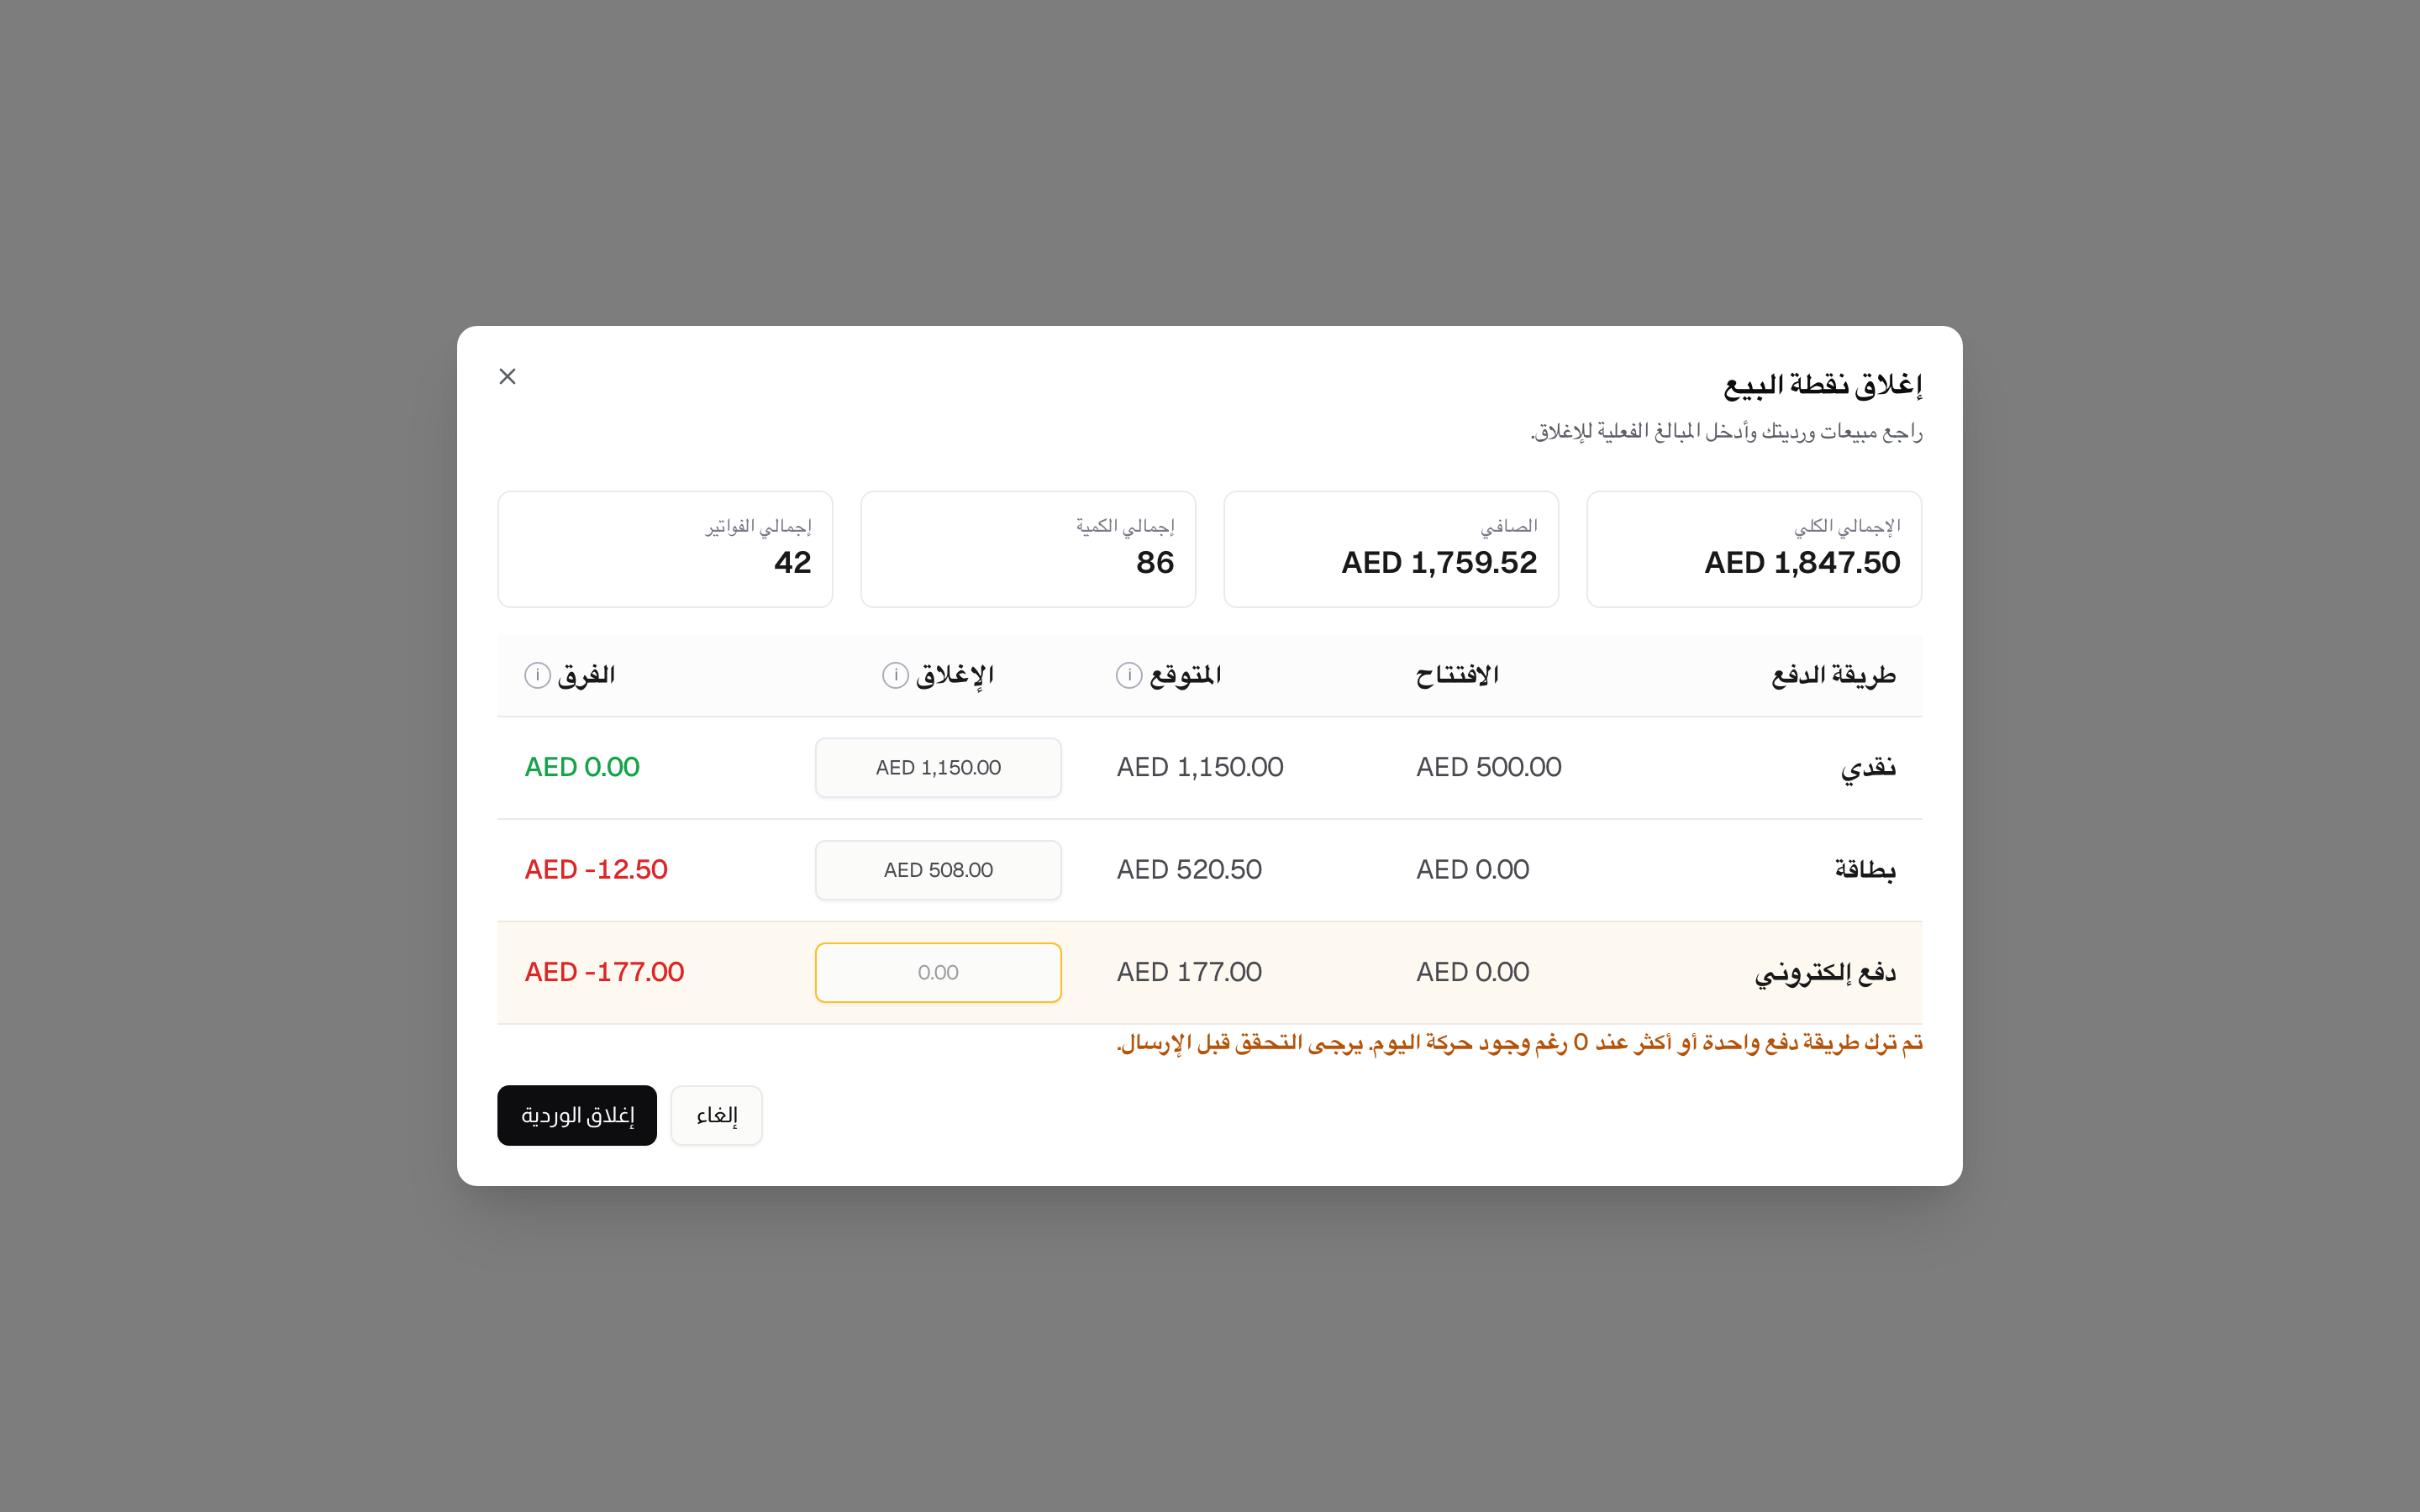 إغلاق نقطة البيع
راجع مبيعات ورديتك وأدخل المبالغ الفعلية للإغلاق.
الإجمالي الكلي
AED 1,847.50
الصافي
AED 1,759.52
إجمالي الكمية
86
إجمالي الفواتير
42
طريقة الدفع الافتتاح المتوقع i الإغلاق i الفرق i
نقدي AED 500.00 AED 1,150.00 AED 1,150.00 AED 0.00
بطاقة AED 0.00 AED 520.50 AED 508.00 AED -12.50
دفع إلكتروني AED 0.00 AED 177.00 0.00 AED -177.00
تم ترك طريقة دفع واحدة أو أكثر عند 0 رغم وجود حركة اليوم. يرجى التحقق قبل الإرسال.
إلغاء
إغلاق الوردية